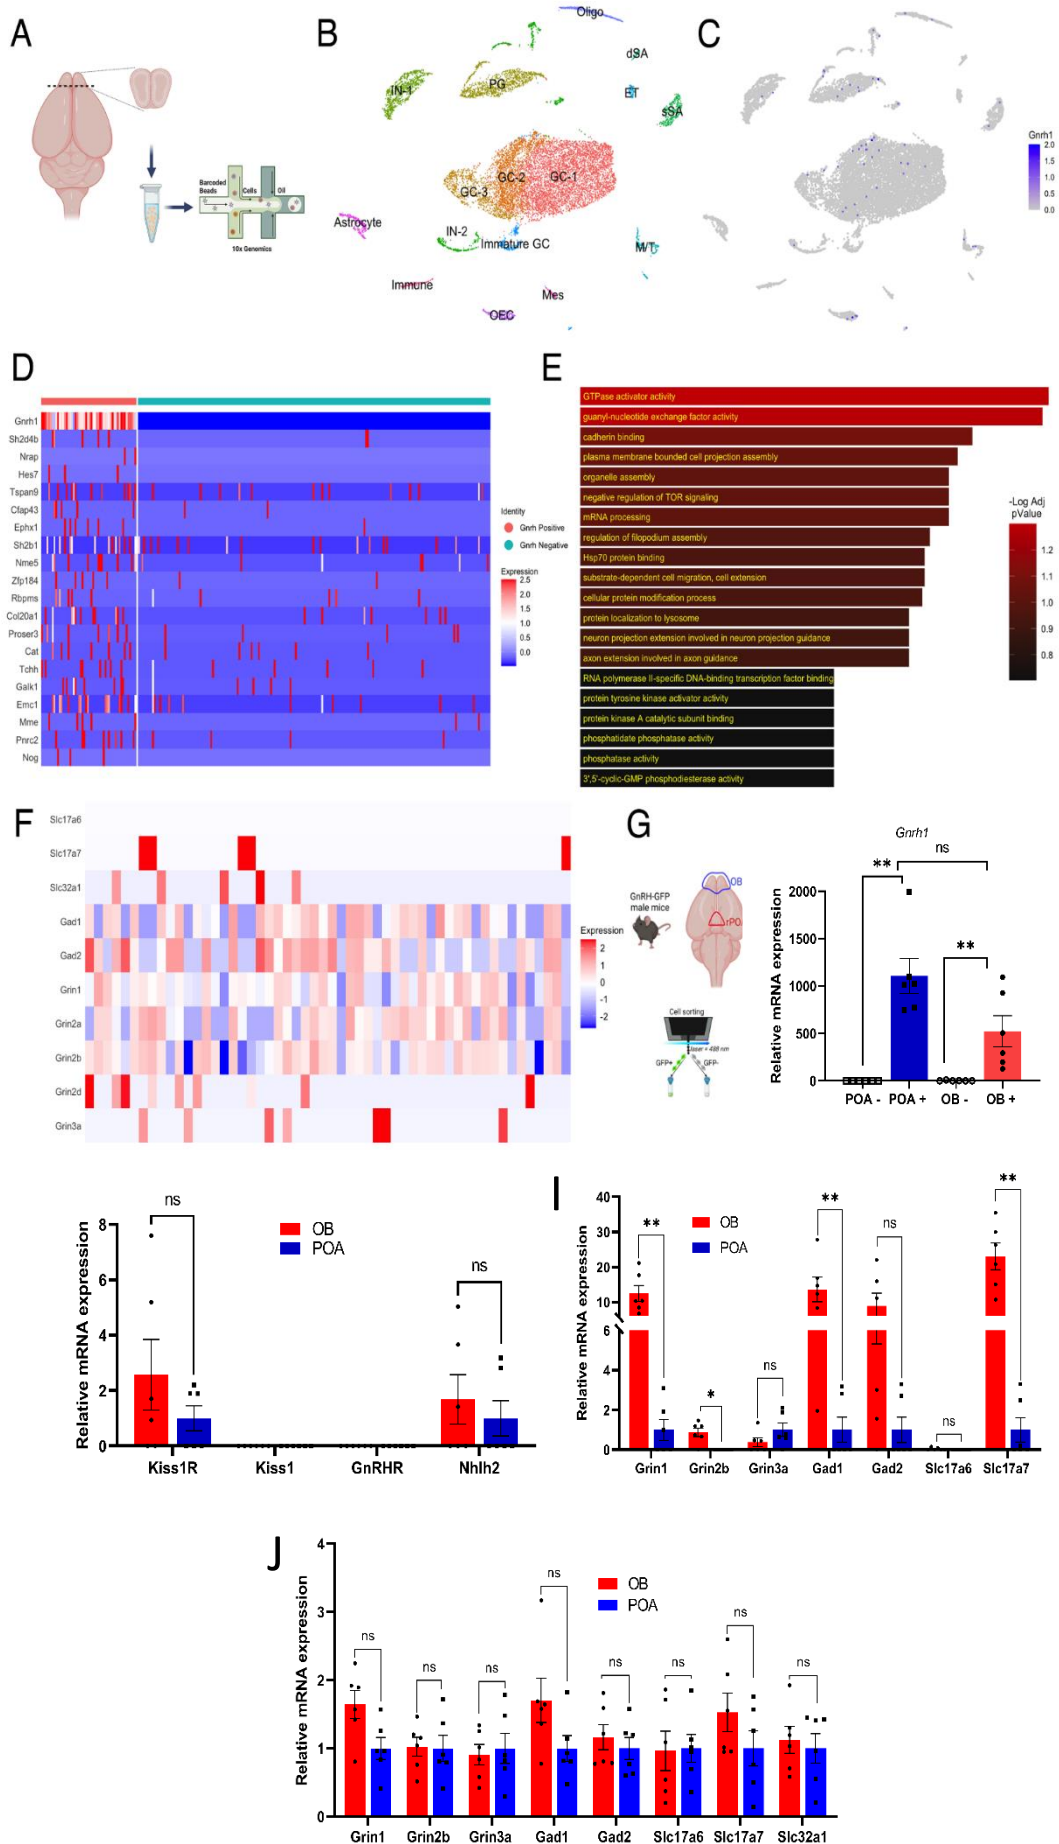 A
Barcoded
Beads
Cells
Oil
10x Genomics
B
Oligo
dSA
IN-1
PG
ET
sSA
GC-2
GC-1
GC-3
Astrocyte
IN-2
Immature GC
M/T
Immune
Mes
OEC
C
Gnrh1
2.0
1.5
1.0
0.5
0.0
D
Gnrh1
Sh2d4b
Nrap
Hes7
Tspan9
Cfap43
Ephx1
Sh2b1
Nme5
Zfp184
Rbpms
Col20a1
Proser3
Cat
Tchh
Galk1
Emc1
Mme
Pnrc2
Nog
Identity
Gnrh Positive
Gnrh Negative
Expression
2.5
2.0
1.5
1.0
0.5
0.0
E
GTPase activator activity
guanyl-nucleotide exchange factor activity
cadherin binding
plasma membrane bounded cell projection assembly
organelle assembly
negative regulation of TOR signaling
mRNA processing
regulation of filopodium assembly
Hsp70 protein binding
substrate-dependent cell migration, cell extension
cellular protein modification process
protein localization to lysosome
neuron projection extension involved in neuron projection guidance
axon extension involved in axon guidance
RNA polymerase II-specific DNA-binding transcription factor binding
protein tyrosine kinase activator activity
protein kinase A catalytic subunit binding
phosphatidate phosphatase activity
phosphatase activity
3',5'-cyclic-GMP phosphodiesterase activity
-Log Adj
pValue
1.2
1.1
1.0
0.9
0.8
F
Slc17a6
Slc17a7
Slc32a1
Gad1
Gad2
Grin1
Grin2a
Grin2b
Grin2d
Grin3a
Expression
2
1
0
-1
-2
G
GnRH-GFP
male mice
OB
rPOA
Cell sorting
laser = 488 nm
GFP+
GFP-
Gnrh1
** ns
**
Relative mRNA expression
2000
1500
1000
500
0
POA - POA + OB - OB +
ns
ns
OB
POA
Relative mRNA expression
8
6
4
2
0
Kiss1R Kiss1 GnRHR Nhlh2
I
** * ns ** ns ns **
OB
POA
Relative mRNA expression
40
30
20
10
6
4
2
0
Grin1 Grin2b Grin3a Gad1 Gad2 Slc17a6 Slc17a7
J
ns ns ns ns ns ns ns ns
OB
POA
Relative mRNA expression
4
3
2
1
0
Grin1 Grin2b Grin3a Gad1 Gad2 Slc17a6 Slc17a7 Slc32a1